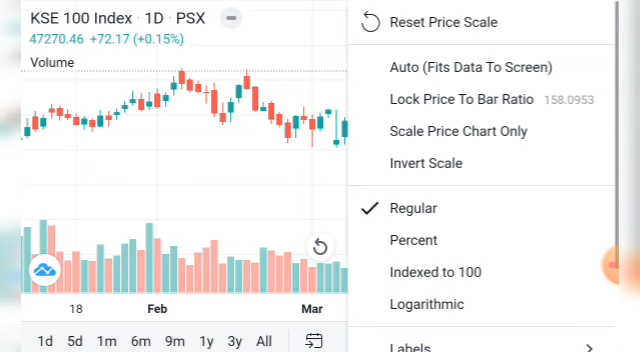 KSE 100 Index · 1D · PSX
47270.46 +72.17 (+0.15%)
Volume
18 Feb Mar
1d 5d 1m 6m 9m 1y 3y All
Reset Price Scale
Auto (Fits Data To Screen)
Lock Price To Bar Ratio 158.0953
Scale Price Chart Only
Invert Scale
Regular
Percent
Indexed to 100
Logarithmic
Labels